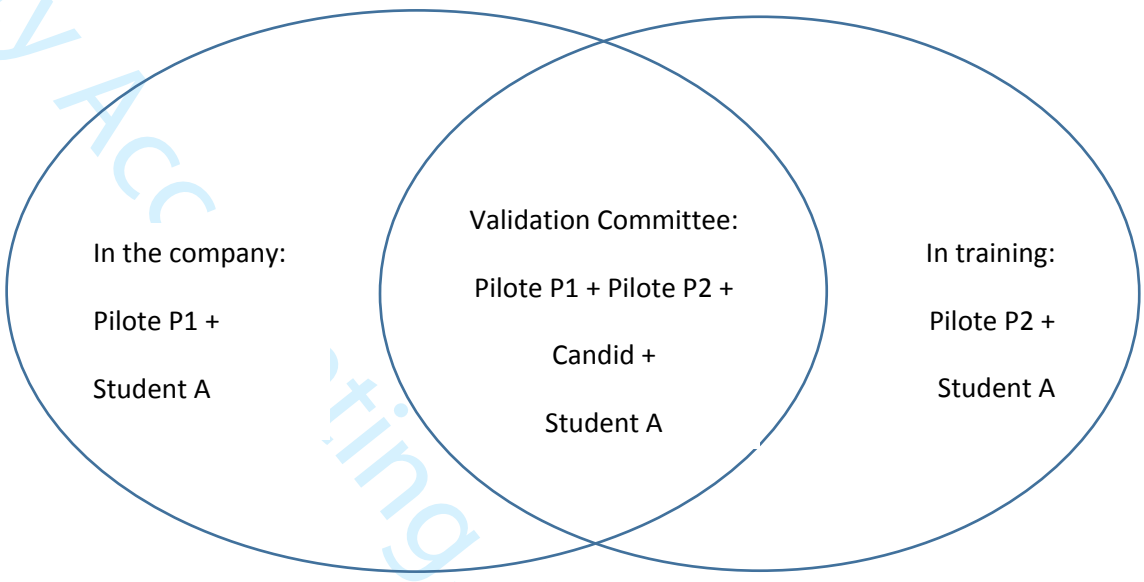 In the company:
Pilote P1 +
Student A
Validation Committee:
Pilote P1 + Pilote P2 +
Candid +
Student A
In training:
Pilote P2 +
Student A